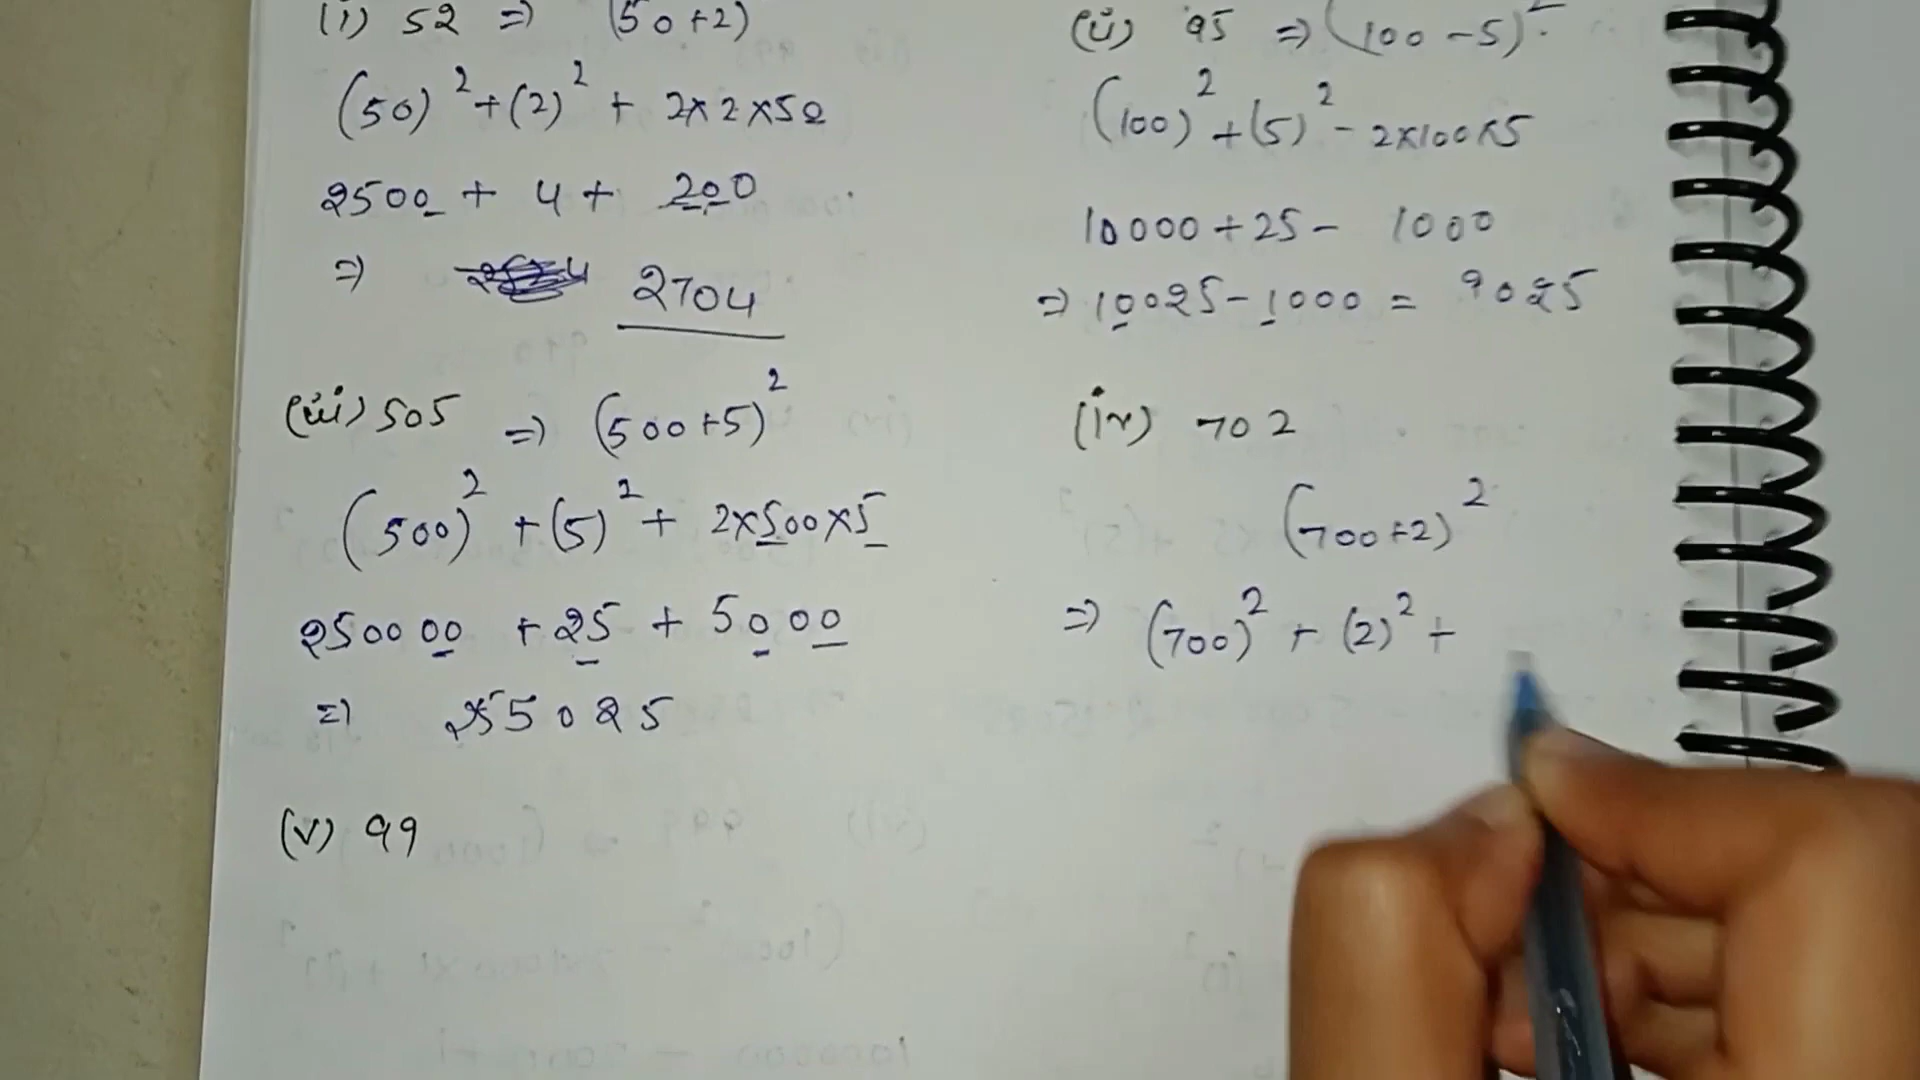 (i) 52 => (50+2)
(50)² + (2)² + 2×2×50
2500 + 4 + 200
=> 2704
(ii) 95 => (100-5)².
(100)² + (5)² - 2×100×5
10000 + 25 - 1000
=> 10025 - 1000 = 9025
(iii) 505 => (500+5)²
(500)² + (5)² + 2×500×5
250000 + 25 + 5000
=> 255025
(iv) 702
(700+2)²
=> (700)² + (2)² +
(v) 99